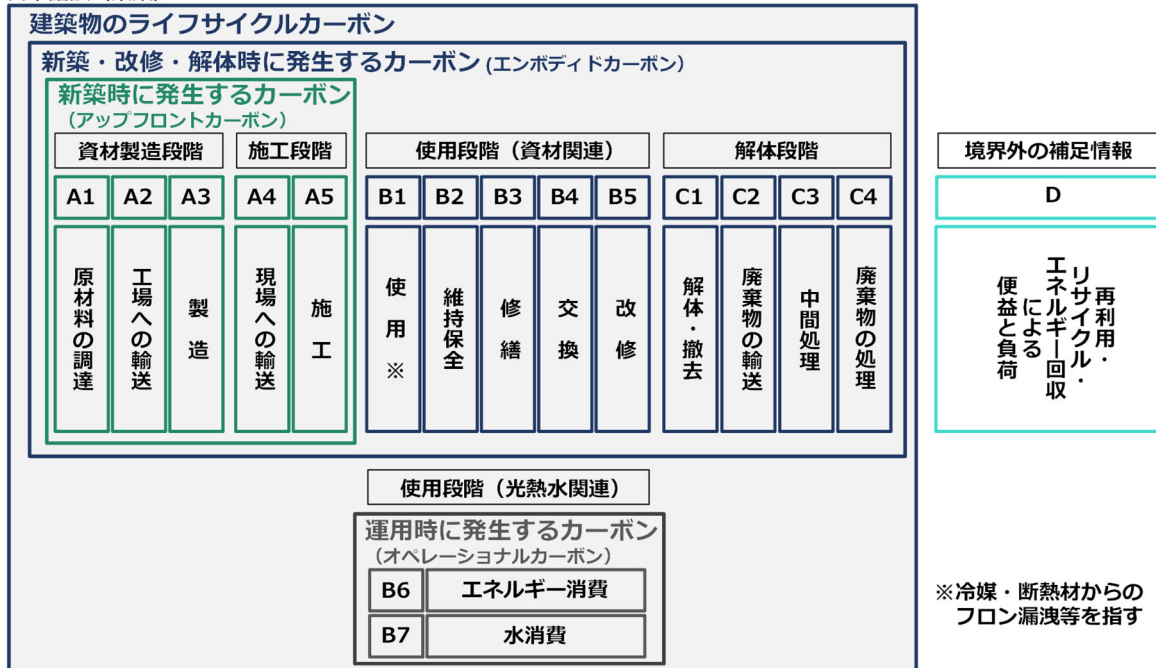 建築物のライフサイクルカーボン
新築・改修・解体時に発生するカーボン (エンボディドカーボン)
新築時に発生するカーボン
(アップフロントカーボン)
資材製造段階
施工段階
使用段階（資材関連）
解体段階
境界外の補足情報
A1
A2
A3
A4
A5
B1
B2
B3
B4
B5
C1
C2
C3
C4
D
原材料の調達
工場への輸送
製造
現場への輸送
施工
使用※
維持保全
修繕
交換
改修
解体・撤去
廃棄物の輸送
中間処理
廃棄物の処理
再利用・
リサイクル・
エネルギー回収
による
便益と負荷
使用段階（光熱水関連）
運用時に発生するカーボン
(オペレーショナルカーボン)
B6
エネルギー消費
B7
水消費
※冷媒・断熱材からの
フロン漏洩等を指す